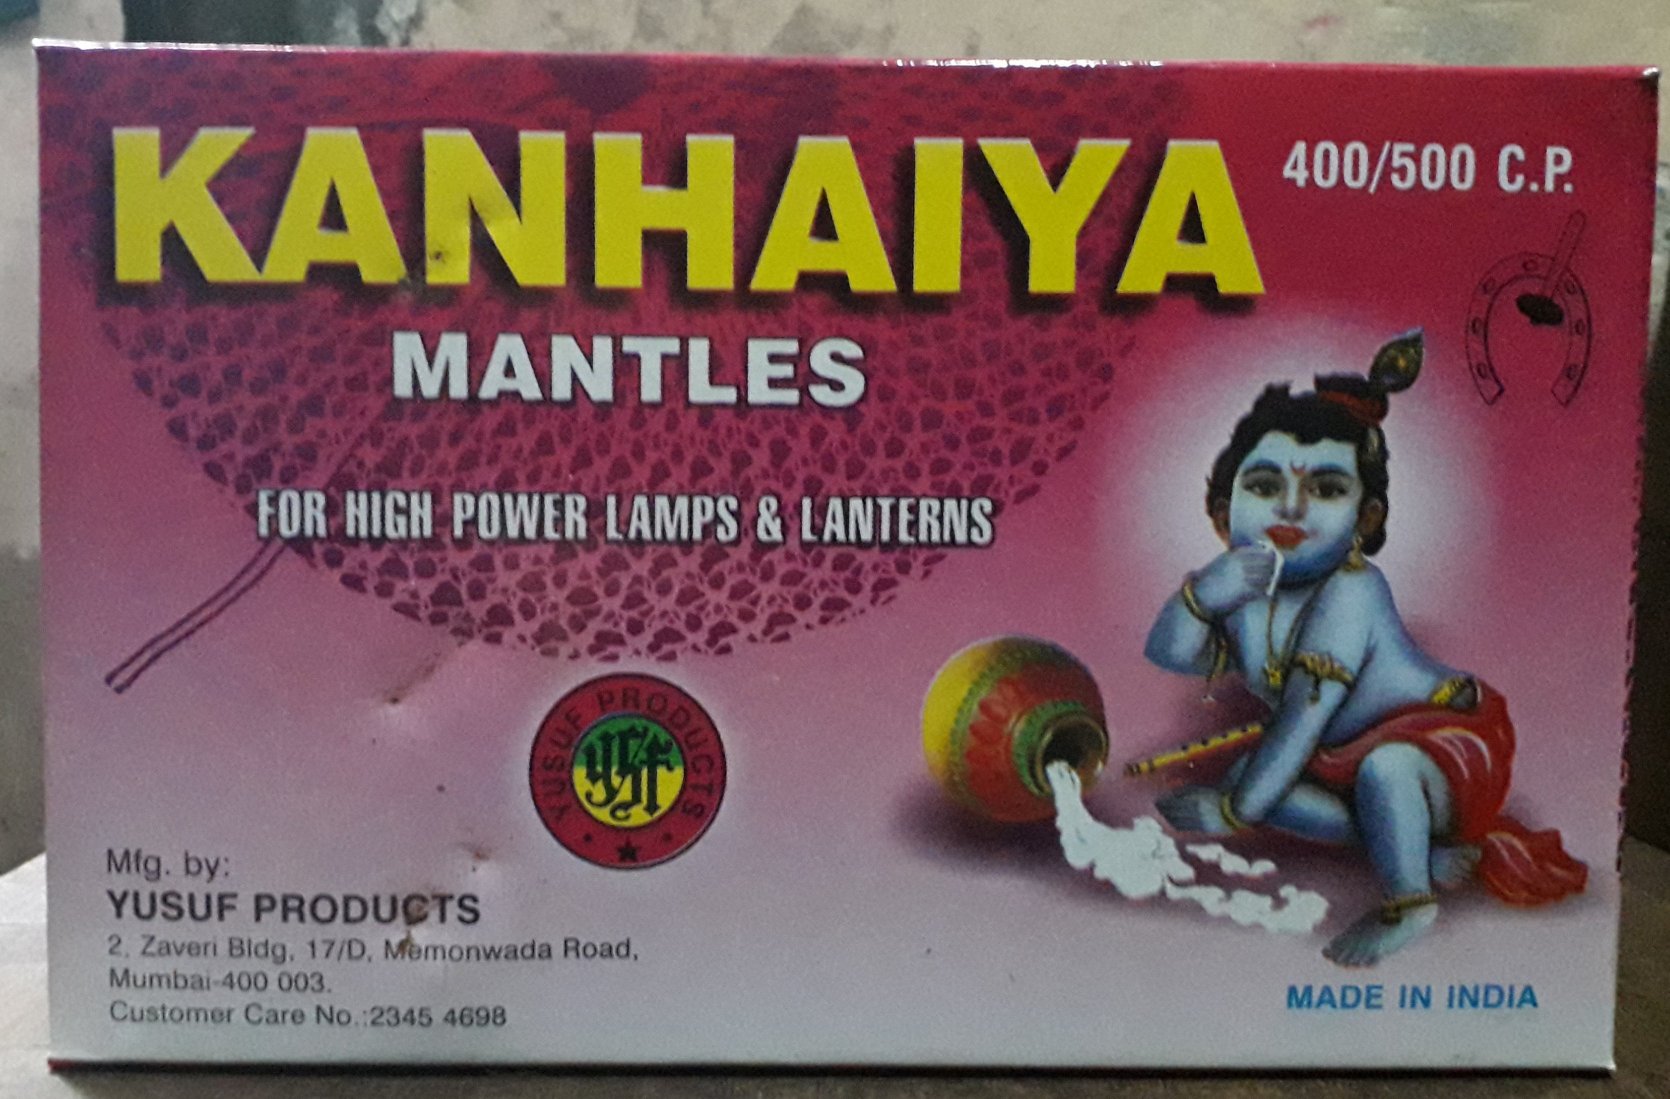 KANHAIYA
400/500 C.P.
MANTLES
FOR HIGH POWER LAMPS & LANTERNS
YUSUF PRODUCTS
YSF
Mfg. by:
YUSUF PRODUCTS
2, Zaveri Bldg, 17/D, Memonwada Road,
Mumbai-400 003.
Customer Care No.:2345 4698
MADE IN INDIA